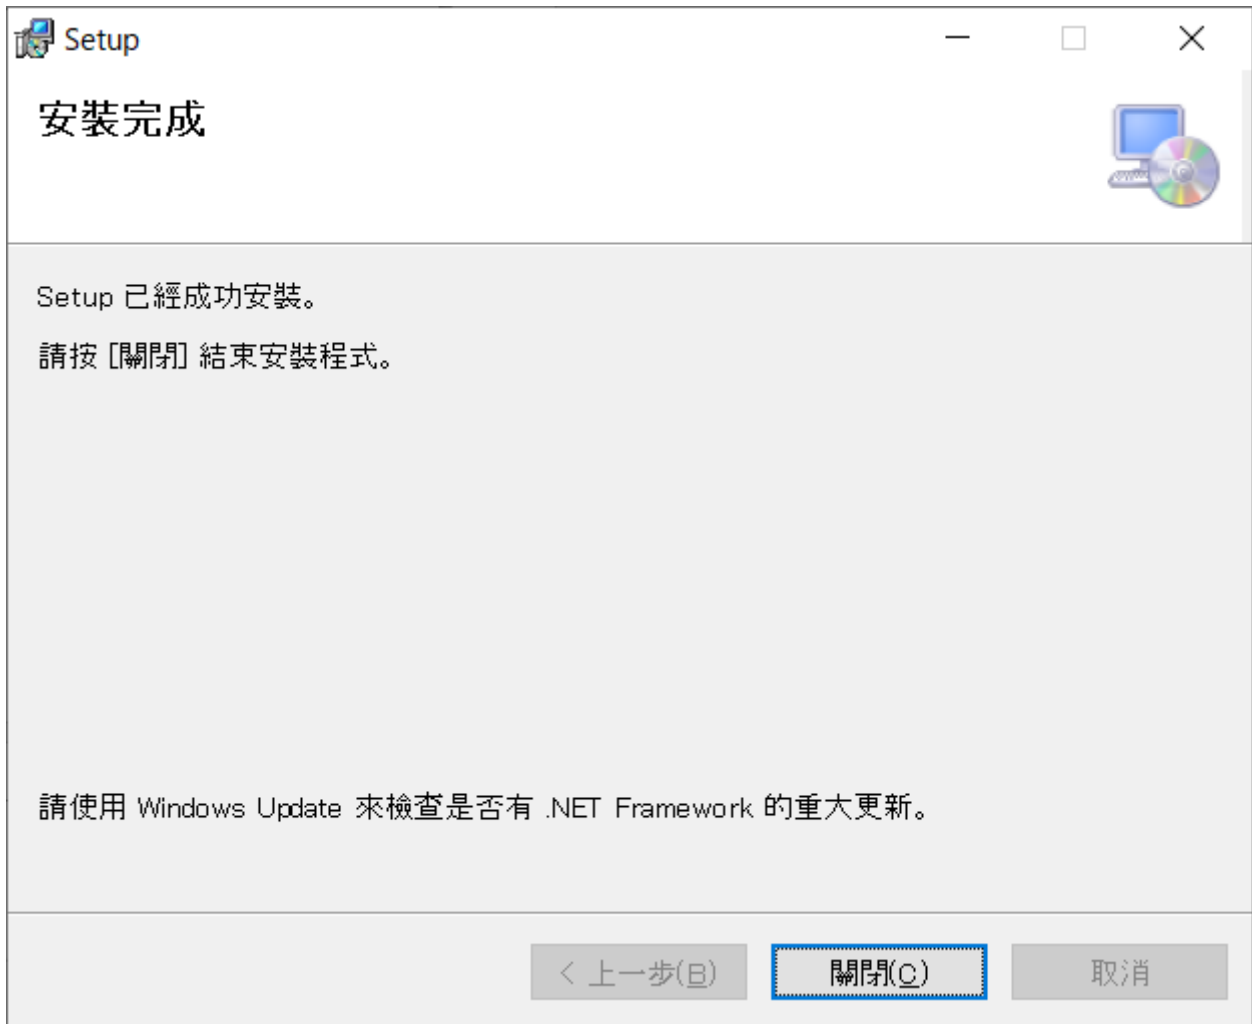 Setup
安裝完成
Setup 已經成功安裝。
請按 [關閉] 結束安裝程式。
請使用 Windows Update 來檢查是否有 .NET Framework 的重大更新。
< 上一步(B)
關閉(C)
取消